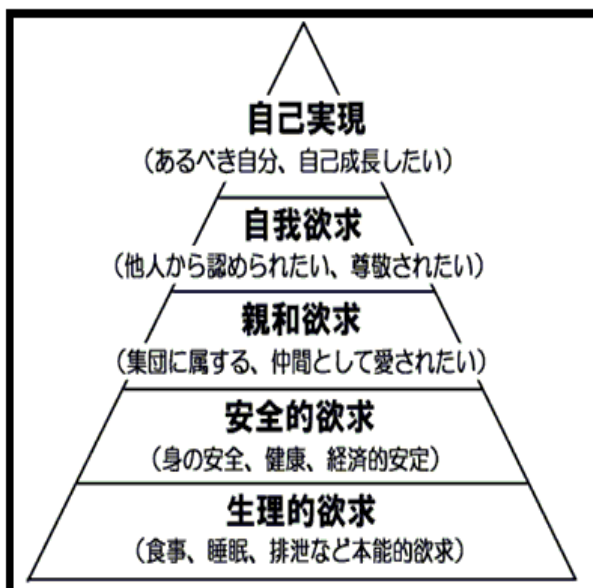 自己実現
(あるべき自分、自己成長したい)
自我欲求
(他人から認められたい、尊敬されたい)
親和欲求
(集団に属する、仲間として愛されたい)
安全的欲求
(身の安全、健康、経済的安定)
生理的欲求
(食事、睡眠、排泄など本能的欲求)